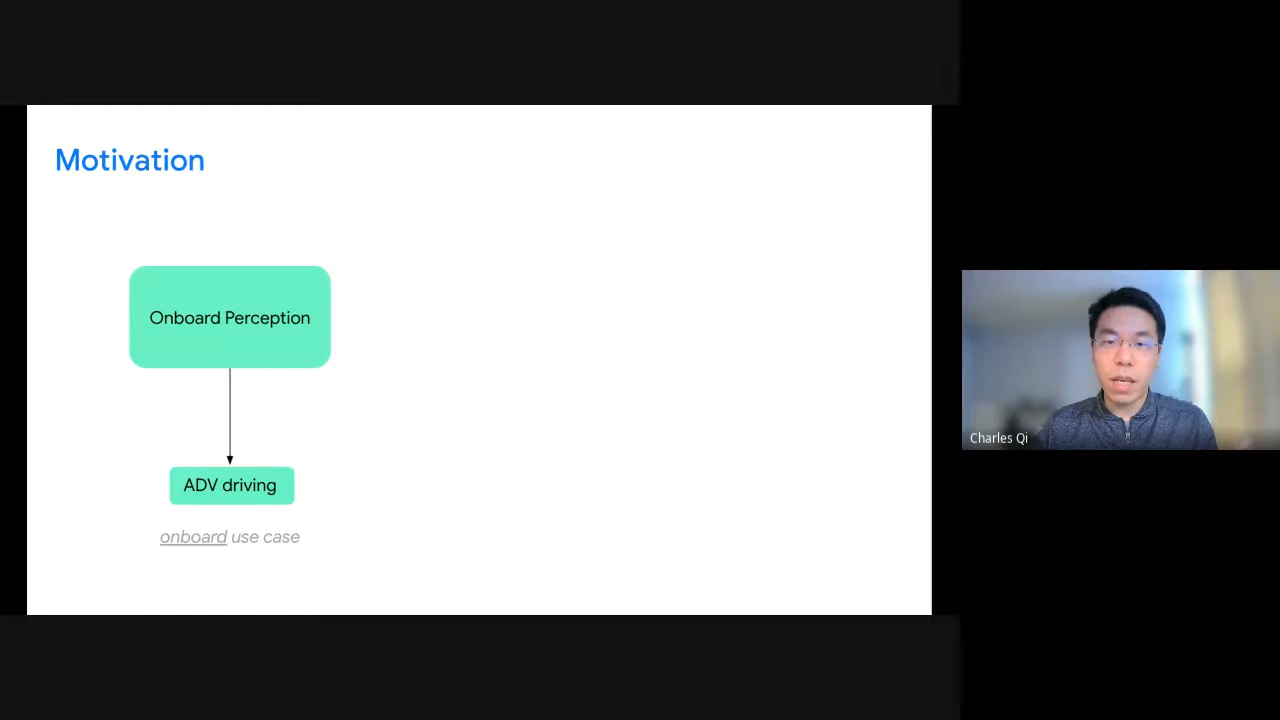 Motivation
Onboard Perception
ADV driving
onboard use case
Charles Qi